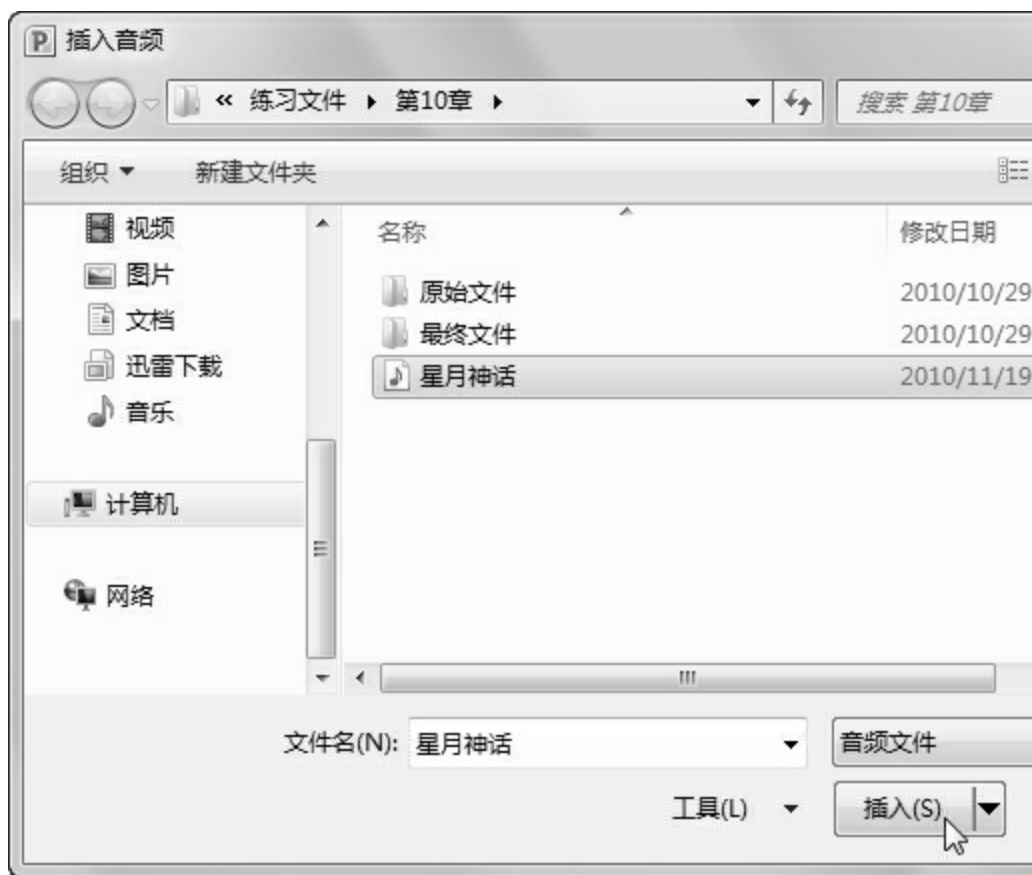 插入音频
« 练习文件 ▸ 第10章 ▸
搜索 第10章
组织
新建文件夹
视频
图片
文档
迅雷下载
音乐
计算机
网络
名称 修改日期
原始文件 2010/10/29
最终文件 2010/10/29
星月神话 2010/11/19
文件名(N): 星月神话 音频文件
工具(L) 插入(S)